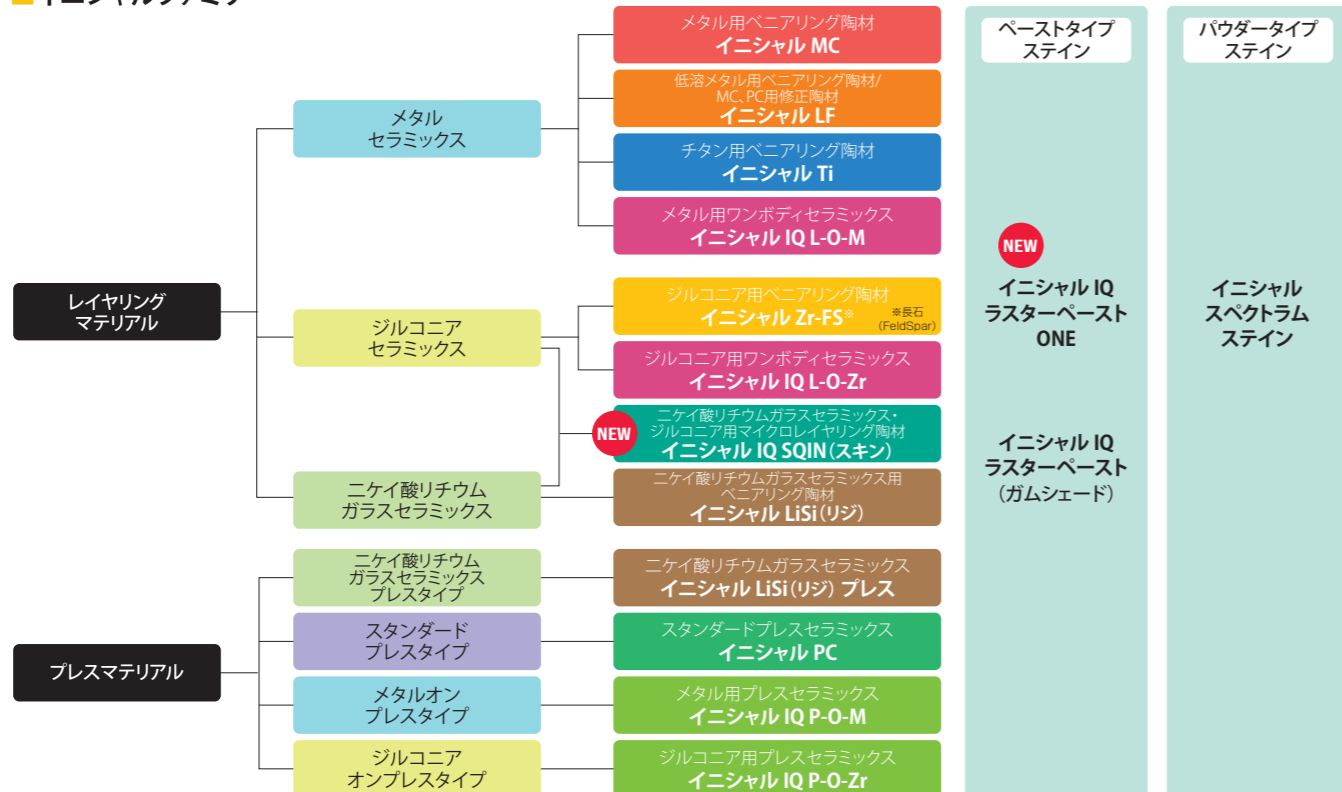 メタル用ベニアリング陶材
イニシャル MC
低溶メタル用ベニアリング陶材/
MC、PC用修正陶材
イニシャル LF
メタル
セラミックス
チタン用ベニアリング陶材
イニシャル Ti
メタル用ワンボディセラミックス
イニシャル IQ L-O-M
レイヤリング
マテリアル
ジルコニア
セラミックス
ジルコニア用ベニアリング陶材
イニシャル Zr-FS※
※長石
(FeldSpar)
ジルコニア用ワンボディセラミックス
イニシャル IQ L-O-Zr
NEW
ニケイ酸リチウムガラスセラミックス・
ジルコニア用マイクロレイヤリング陶材
イニシャル IQ SQIN(スキン)
ニケイ酸リチウム
ガラスセラミックス
ニケイ酸リチウムガラスセラミックス用
ベニアリング陶材
イニシャル LiSi(リジ)
プレスマテリアル
ニケイ酸リチウム
ガラスセラミックス
プレスタイプ
ニケイ酸リチウムガラスセラミックス
イニシャル LiSi(リジ) プレス
スタンダード
プレスタイプ
スタンダードプレスセラミックス
イニシャル PC
メタルオン
プレスタイプ
メタル用プレスセラミックス
イニシャル IQ P-O-M
ジルコニア
オンプレスタイプ
ジルコニア用プレスセラミックス
イニシャル IQ P-O-Zr
ペーストタイプ
ステイン
NEW
イニシャル IQ
ラスターペースト
ONE
イニシャル IQ
ラスターペースト
(ガムシェード)
パウダータイプ
ステイン
イニシャル
スペクトラム
ステイン